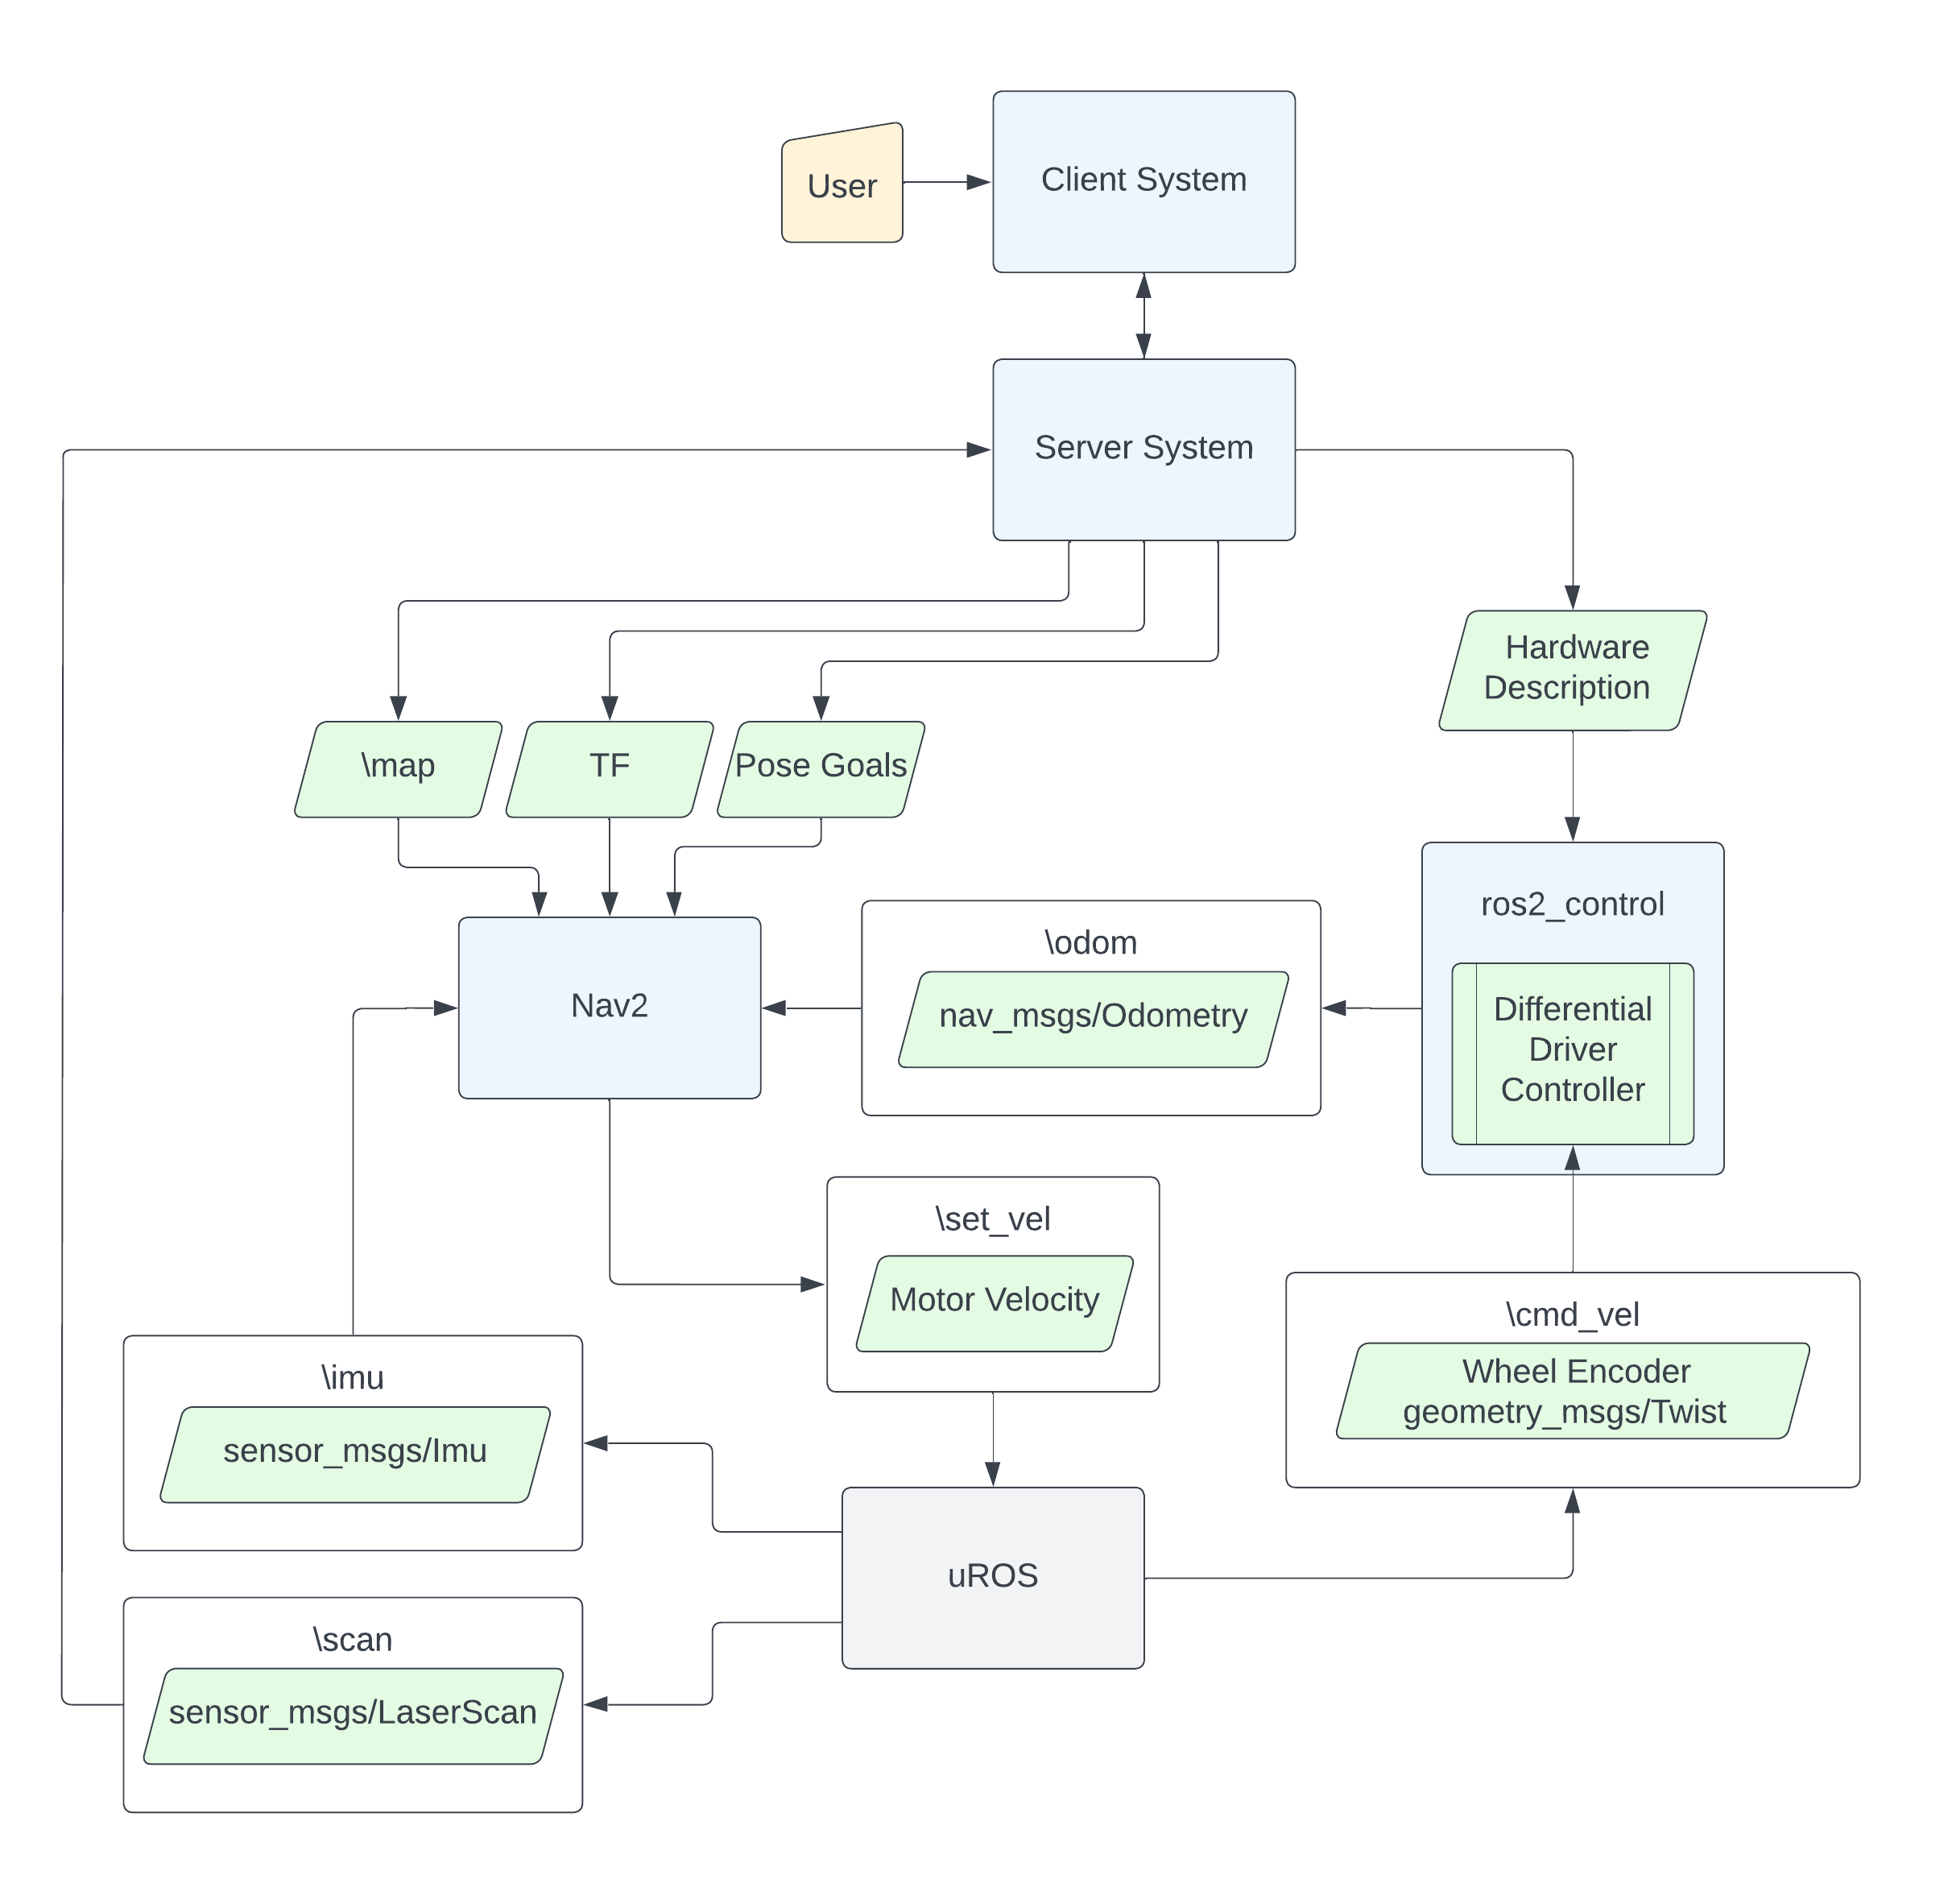 User
Client System
Server System
Hardware
Description
\map
TF
Pose Goals
ros2_control
\odom
nav_msgs/Odometry
Nav2
Differential
Driver
Controller
\set_vel
Motor Velocity
\cmd_vel
Wheel Encoder
geometry_msgs/Twist
\imu
sensor_msgs/Imu
uROS
\scan
sensor_msgs/LaserScan